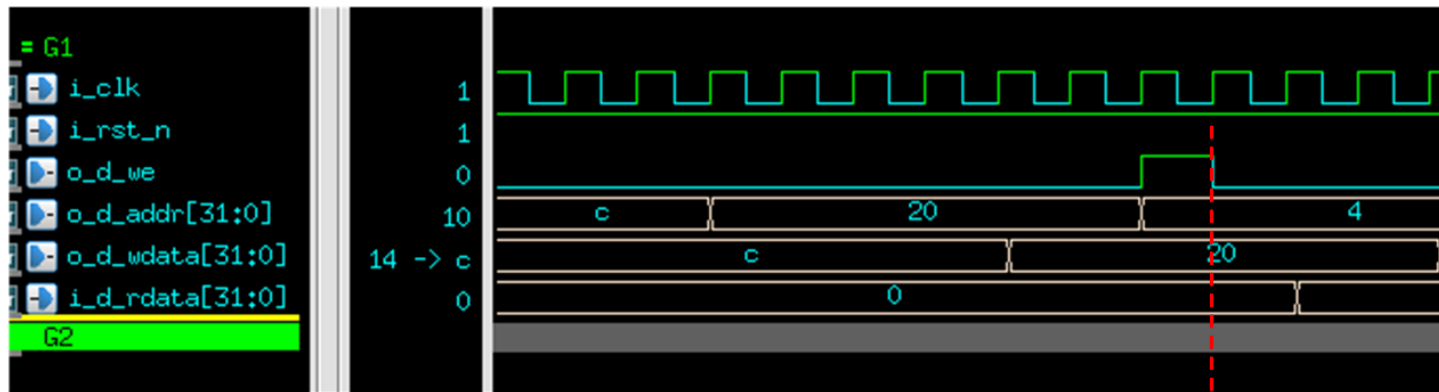 = G1
i_clk 1
i_rst_n 1
o_d_we 0
o_d_addr[31:0] 10 c 20 4
o_d_wdata[31:0] 14 -> c c 20
i_d_rdata[31:0] 0 0
G2